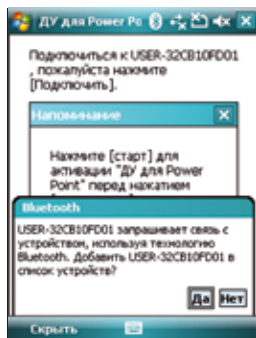 ДУ для Power Po
Подключиться к USER-32CB10FD01
, пожалуйста нажмите
[Подключить].
Напоминание
Нажмите [старт] для
активации "ДУ для Power
Point" перед нажатием
Bluetooth
USER-32CB10FD01 запрашивает связь с
устройством, используя технологию
Bluetooth. Добавить USER-32CB10FD01 в
список устройств?
Да Нет
Скрыть